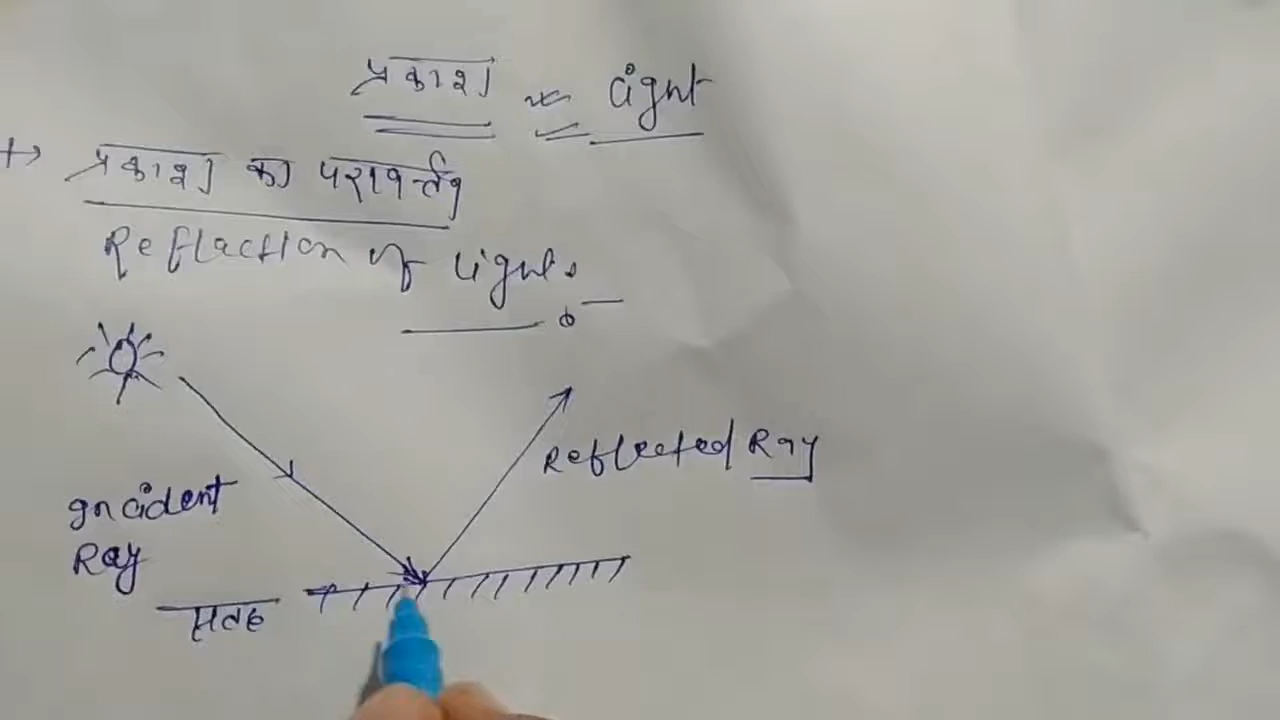 प्रकाश Light
प्रकाश का परावर्तन
Reflection of Light
Reflected Ray
Incident
Ray
सतह